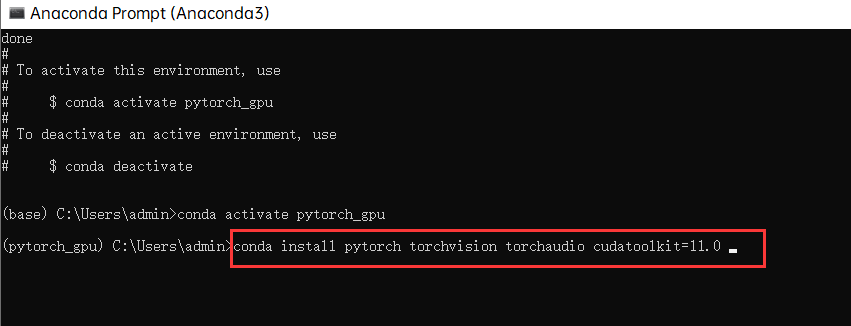 Anaconda Prompt (Anaconda3)
done
#
# To activate this environment, use
#
#     $ conda activate pytorch_gpu
#
# To deactivate an active environment, use
#
#     $ conda deactivate
(base) C:\Users\admin>conda activate pytorch_gpu
(pytorch_gpu) C:\Users\admin>conda install pytorch torchvision torchaudio cudatoolkit=11.0